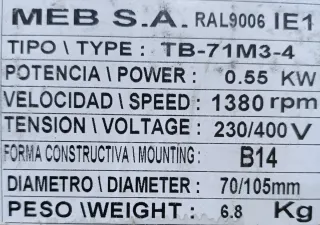 MEB S.A. RAL9006 IE1
TIPO \ TYPE : TB-71M3-4
POTENCIA \ POWER : 0.55 KW
VELOCIDAD \ SPEED : 1380 rpm
TENSION \ VOLTAGE : 230/400 V
FORMA CONSTRUCTIVA \ MOUNTING : B14
DIAMETRO \ DIAMETER : 70/105mm
PESO \WEIGHT : 6.8 Kg